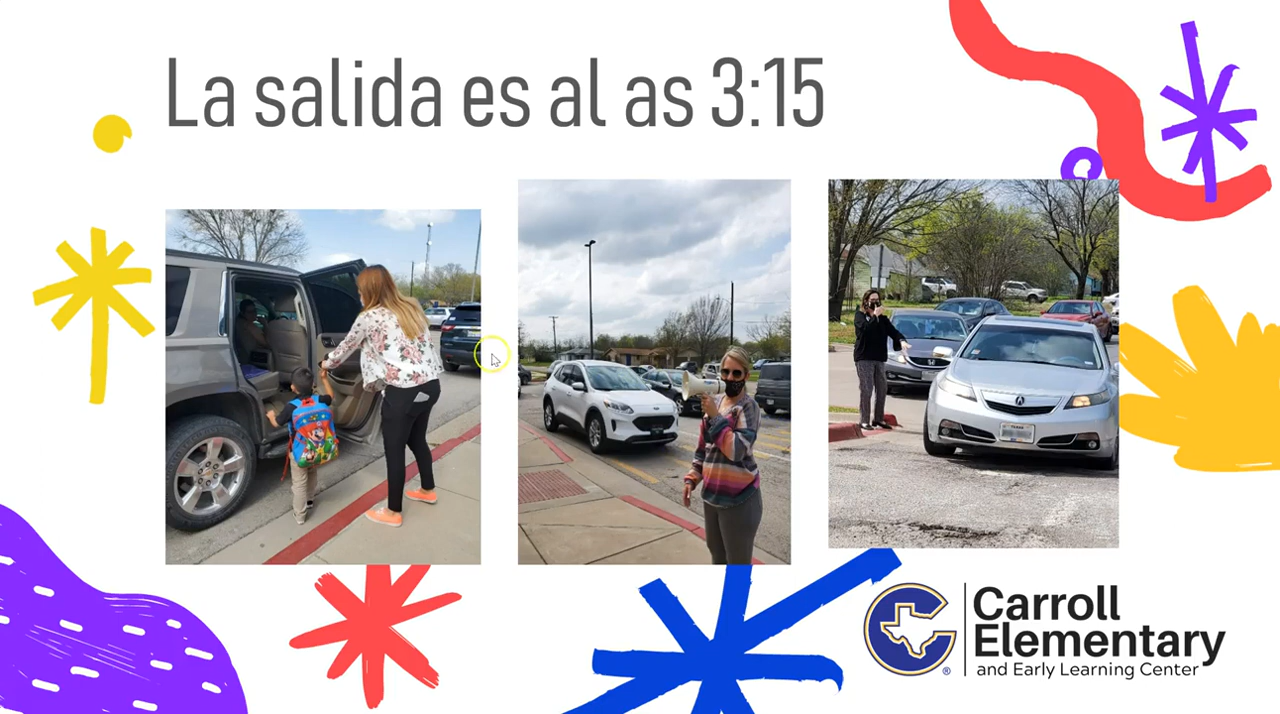 La salida es al as 3:15
Carroll
Elementary
and Early Learning Center